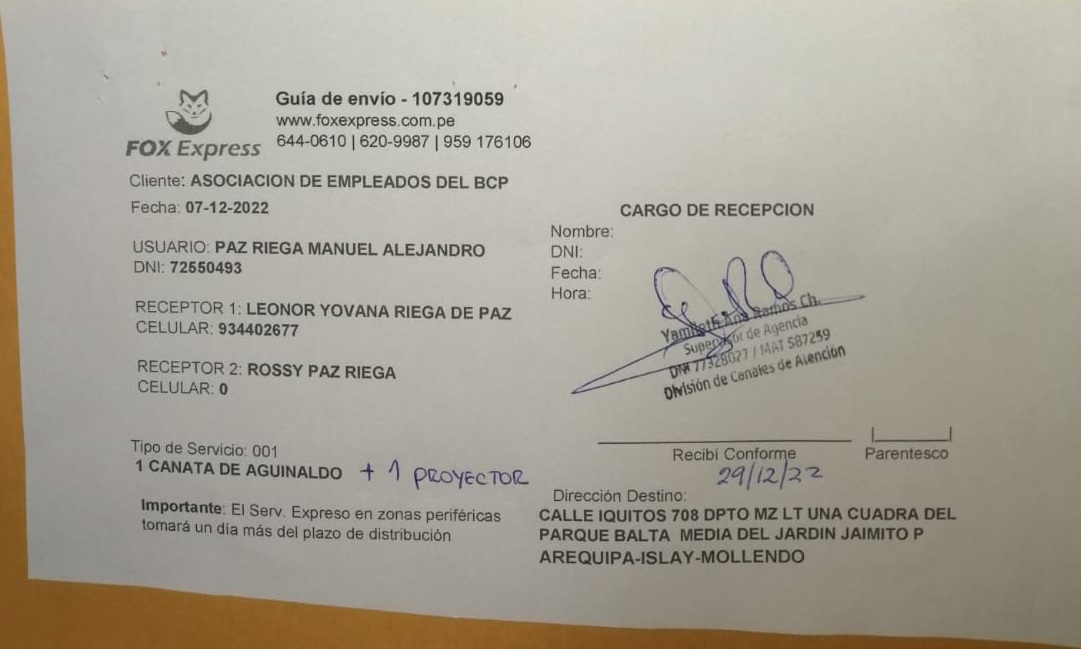 FOX Express
Guía de envío - 107319059
www.foxexpress.com.pe
644-0610 | 620-9987 | 959 176106
Cliente: ASOCIACION DE EMPLEADOS DEL BCP
Fecha: 07-12-2022
USUARIO: PAZ RIEGA MANUEL ALEJANDRO
DNI: 72550493
RECEPTOR 1: LEONOR YOVANA RIEGA DE PAZ
CELULAR: 934402677
RECEPTOR 2: ROSSY PAZ RIEGA
CELULAR: 0
Tipo de Servicio: 001
1 CANATA DE AGUINALDO + 1 PROYECTOR
Importante: El Serv. Expreso en zonas periféricas
tomará un día más del plazo de distribución
CARGO DE RECEPCION
Nombre:
DNI:
Fecha:
Hora:
Ramos Ch.
Supervisor de Agencia
DNI 77328027 / MAT 587259
División de Canales de Atención
Recibí Conforme
Parentesco
29/12/22
Dirección Destino:
CALLE IQUITOS 708 DPTO MZ LT UNA CUADRA DEL
PARQUE BALTA MEDIA DEL JARDIN JAIMITO P
AREQUIPA-ISLAY-MOLLENDO